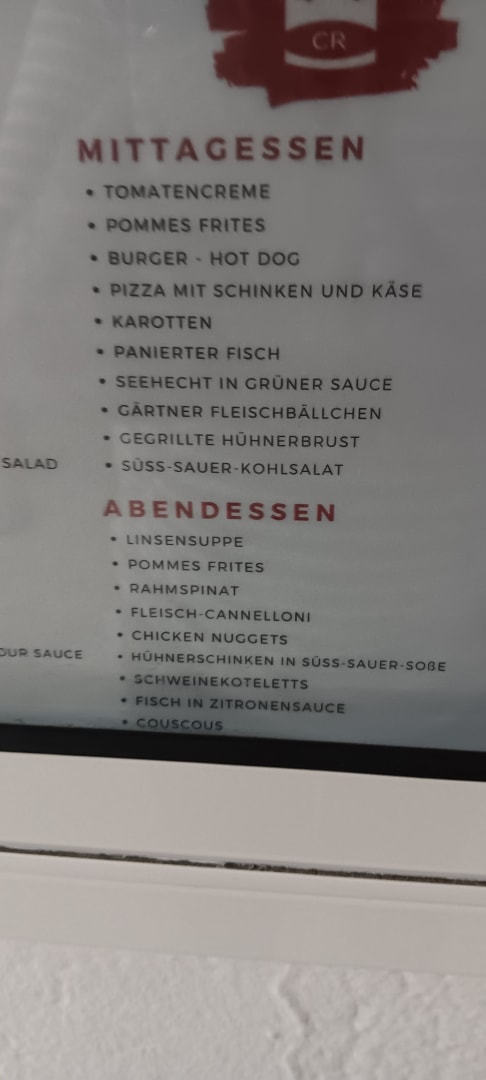 CR
MITTAGESSEN
• TOMATENCREME
• POMMES FRITES
• BURGER - HOT DOG
• PIZZA MIT SCHINKEN UND KÄSE
• KAROTTEN
• PANIERTER FISCH
• SEEHECHT IN GRÜNER SAUCE
• GÄRTNER FLEISCHBÄLLCHEN
• GEGRILLTE HÜHNERBRUST
SALAD
• SÜSS-SAUER-KOHLSALAT
ABENDESSEN
• LINSENSUPPE
• POMMES FRITES
• RAHMSPINAT
• FLEISCH-CANNELLONI
• CHICKEN NUGGETS
OUR SAUCE
• HÜHNERSCHINKEN IN SÜSS-SAUER-SOßE
• SCHWEINEKOTELETTS
• FISCH IN ZITRONENSAUCE
• COUSCOUS